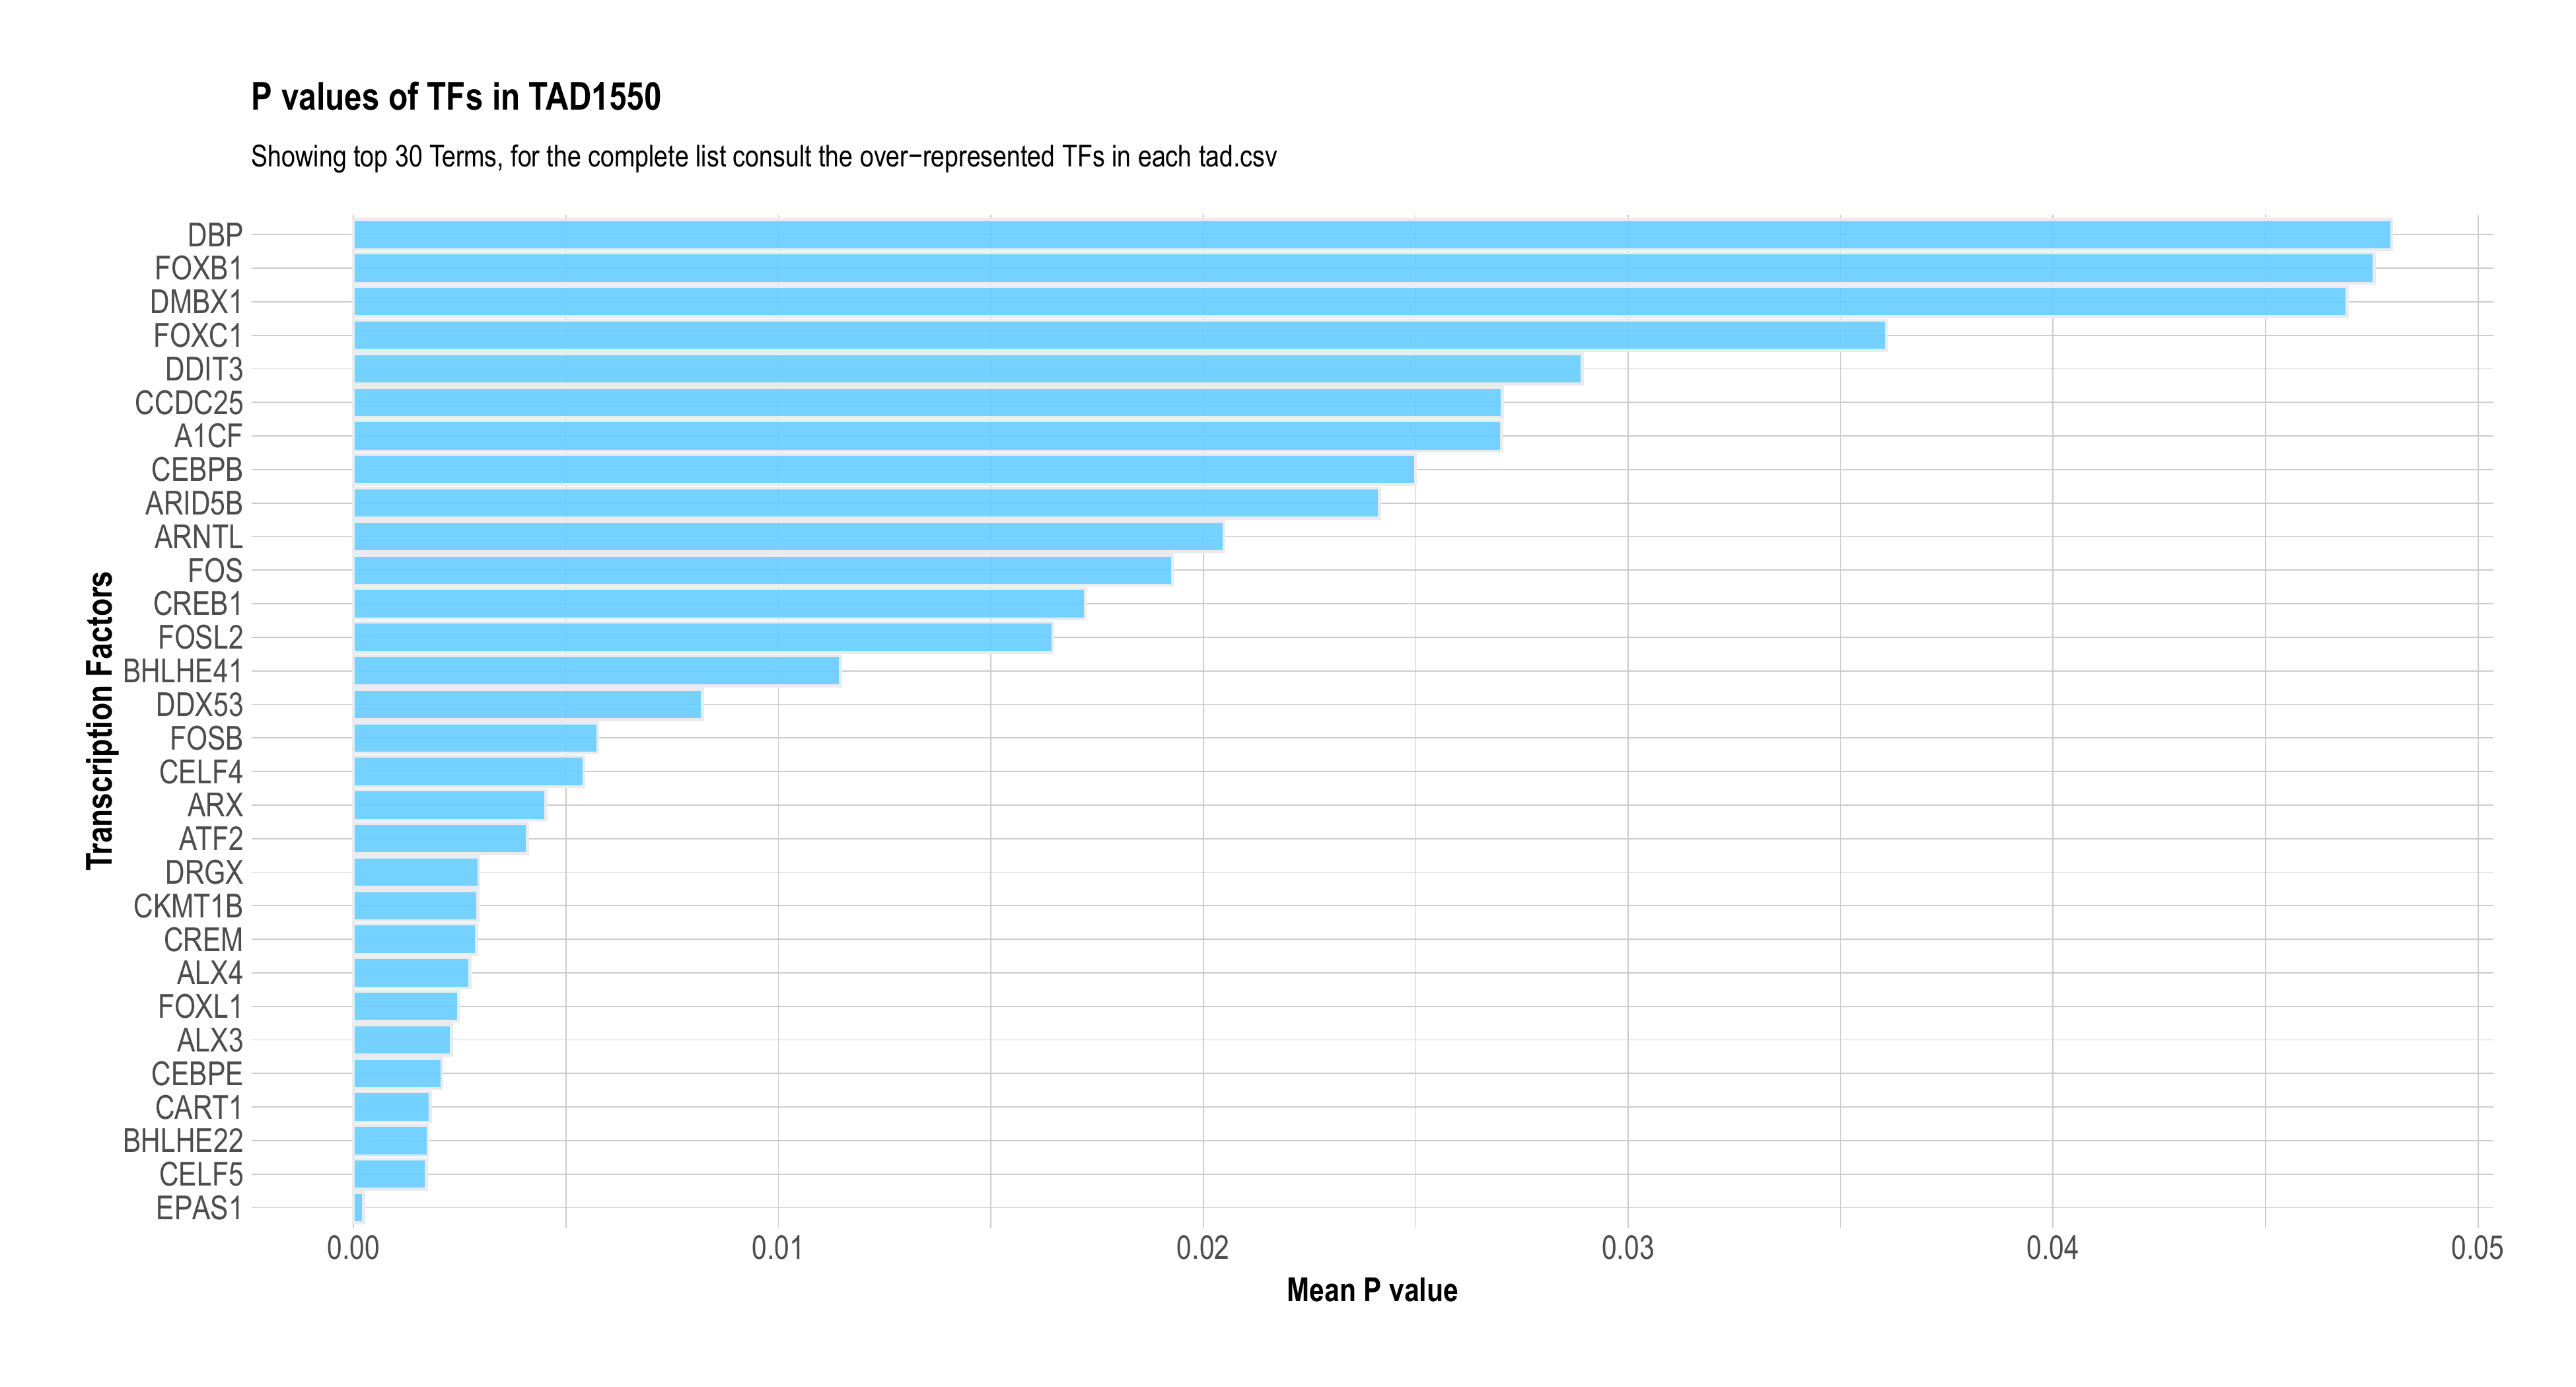 P values of TFs in TAD1550
Showing top 30 Terms, for the complete list consult the over−represented TFs in each tad.csv
Transcription Factors
DBP
FOXB1
DMBX1
FOXC1
DDIT3
CCDC25
A1CF
CEBPB
ARID5B
ARNTL
FOS
CREB1
FOSL2
BHLHE41
DDX53
FOSB
CELF4
ARX
ATF2
DRGX
CKMT1B
CREM
ALX4
FOXL1
ALX3
CEBPE
CART1
BHLHE22
CELF5
EPAS1
0.00 0.01 0.02 0.03 0.04 0.05
Mean P value